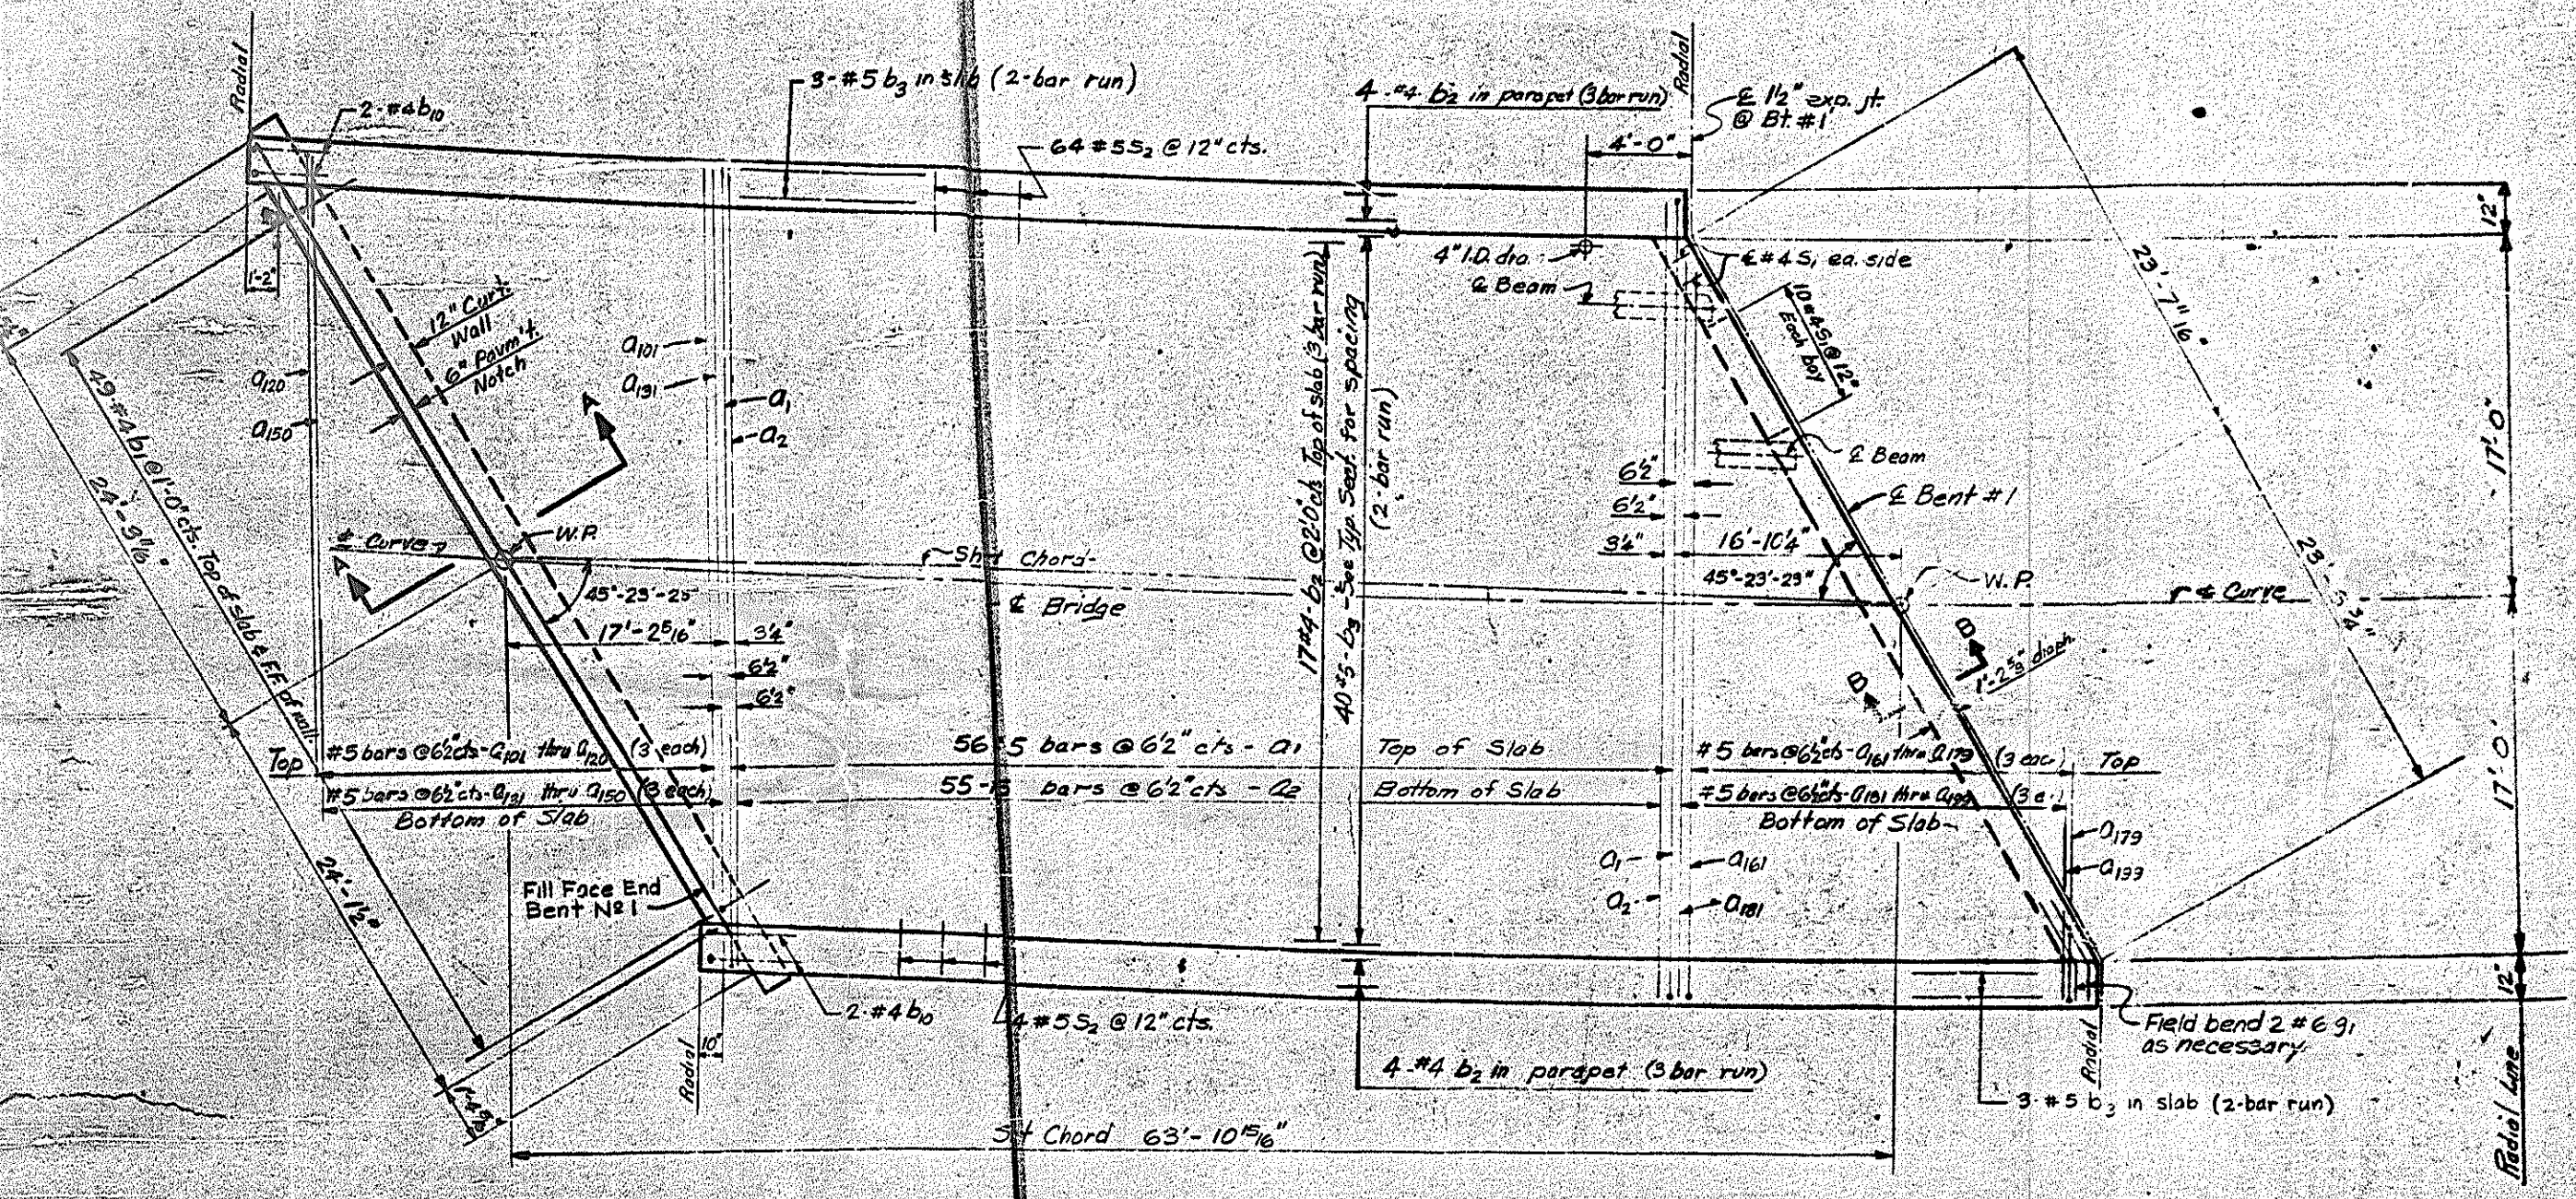 Radial
2-#4 b10
3-#5 b3 in slab (2-bar run)
64 #5 S2 @ 12" cts.
4-#4 b2 in parapet (3 bar run)
Radial
℄ 1½" exp. jt.
@ Bt. #1
4'-0"
12"
23'-7 11/16"
17'-0"
1'-2"
12" Curt.
Wall
6" Pavm't.
Notch
a101
a131
a1
a2
a120
a150
A
A
4" I.D. dra.
℄ Beam
℄ #4 S1 ea. side
10 #4 S1 @ 12"
Each bay
℄ Beam
℄ Bent #1
17 #4-b2 @ 2'-0" cts. Top of slab (3 bar run)
40 #5-b3 - See Typ. Sect. for spacing
(2-bar run)
6½"
6½"
3¼"
16'-10¼"
45°-23'-23"
W.P.
℄ Curve
49-#4 b1 @ 1'-0" cts. Top of slab & F.F. of wall
℄ Curve
W.P.
Chord
℄ Bridge
45°-23'-23"
17'-2 5/16"
3¼"
6½"
6½"
B
B
1'-2⅝" diaph.
17'-0"
Top
#5 bars @ 6½" cts-a101 thru a120 (3 each)
56 5 bars @ 6½" cts - a1
Top of Slab
#5 bars @ 6½" cts-a161 thru a179 (3 ea.)
Top
#5 bars @ 6½" cts-a131 thru a150 (3 each)
Bottom of Slab
55 bars @ 6½" cts - a2
Bottom of Slab
#5 bars @ 6½" cts-a181 thru a199
Bottom of Slab
a179
a199
a1
a161
a2
a181
Fill Face End
Bent No 1
24'-1½"
10"
Radial
2-#4 b10
4 #5 S2 @ 12" cts.
4-#4 b2 in parapet (3 bar run)
12"
Field bend 2 #6 g1
as necessary
Radial
3-#5 b3 in slab (2-bar run)
Radial Line
Chord 63'-10 15/16"